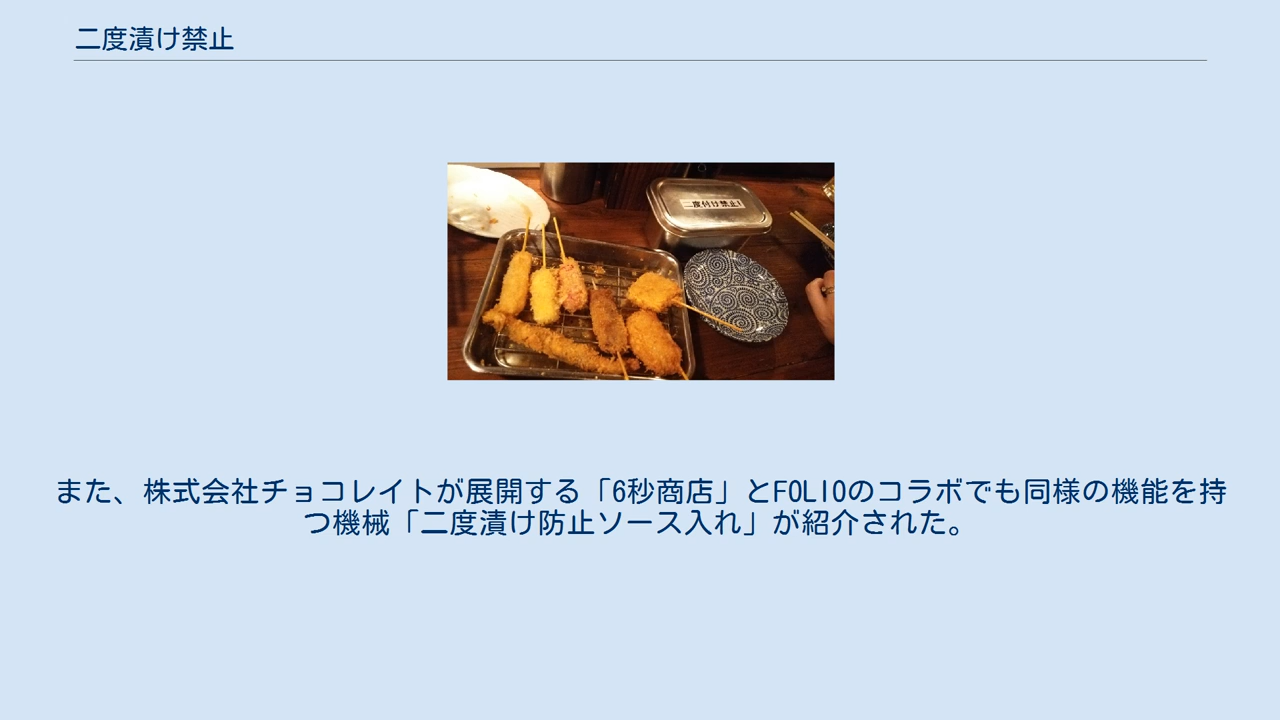 二度漬け禁止
二度付け禁止!
また、株式会社チョコレイトが展開する「6秒商店」とFOLIOのコラボでも同様の機能を持
つ機械「二度漬け防止ソース入れ」が紹介された。